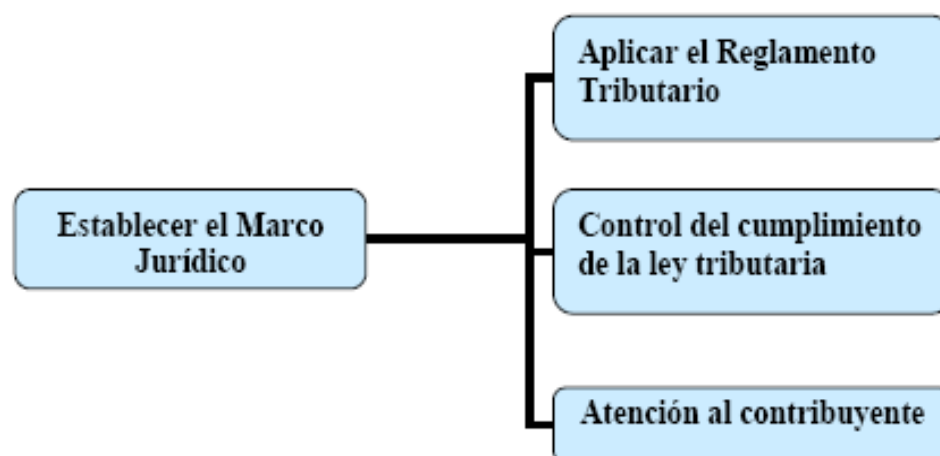 Establecer el Marco
Jurídico
Aplicar el Reglamento
Tributario
Control del cumplimiento
de la ley tributaria
Atención al contribuyente